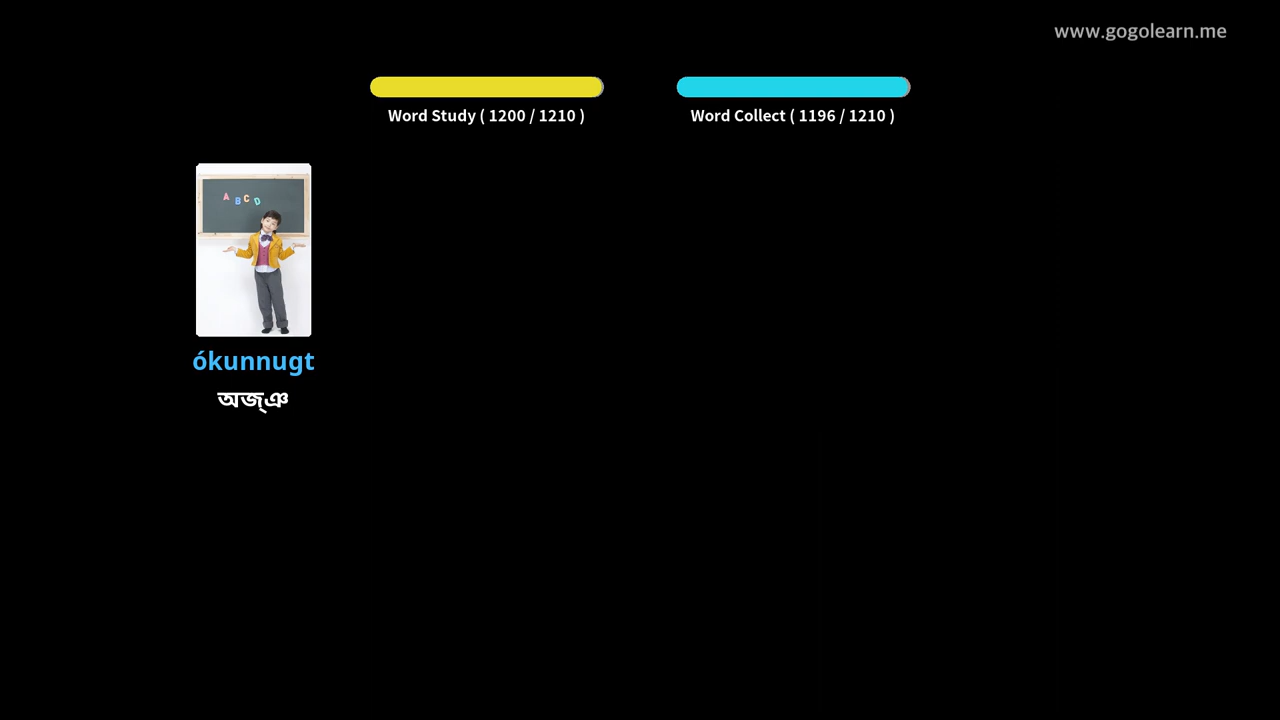 www.gogolearn.me
Word Study ( 1200 / 1210 )
Word Collect ( 1196 / 1210 )
A B C D
ókunnugt
অজ্ঞ